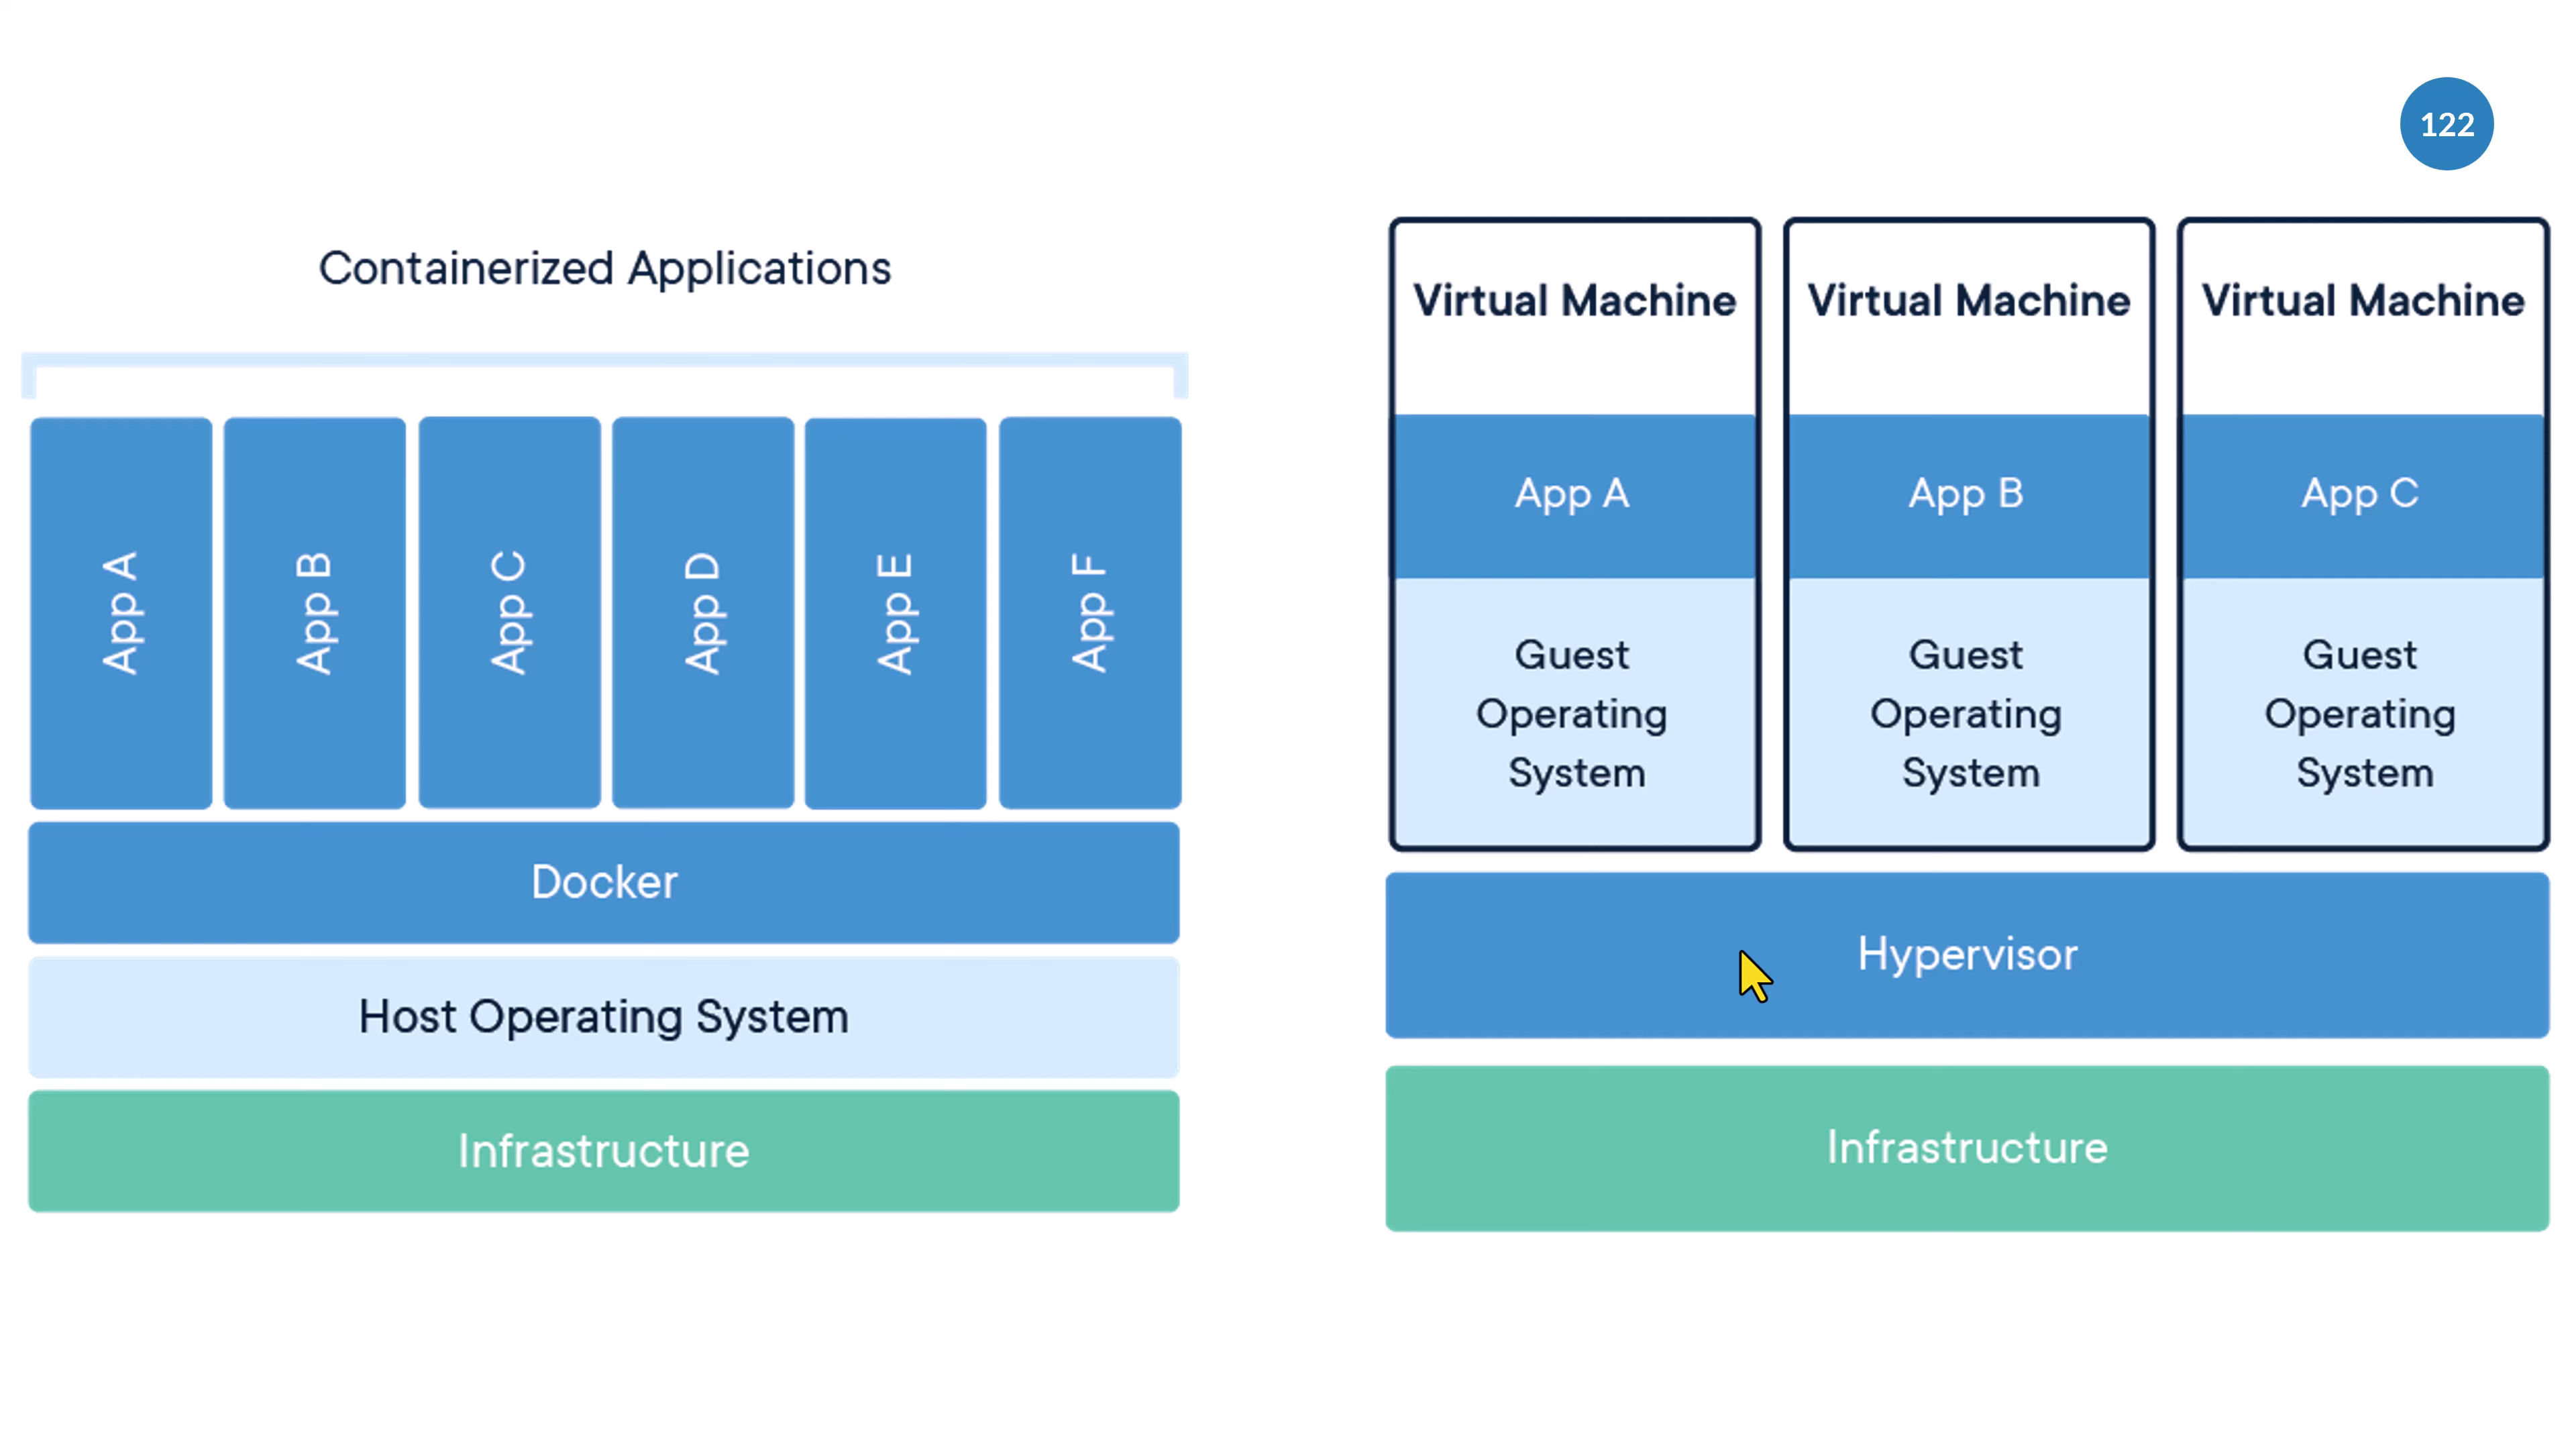 122
Containerized Applications
App A
App B
App C
App D
App E
App F
Docker
Host Operating System
Infrastructure
Virtual Machine
App A
Guest
Operating
System
Virtual Machine
App B
Guest
Operating
System
Virtual Machine
App C
Guest
Operating
System
Hypervisor
Infrastructure